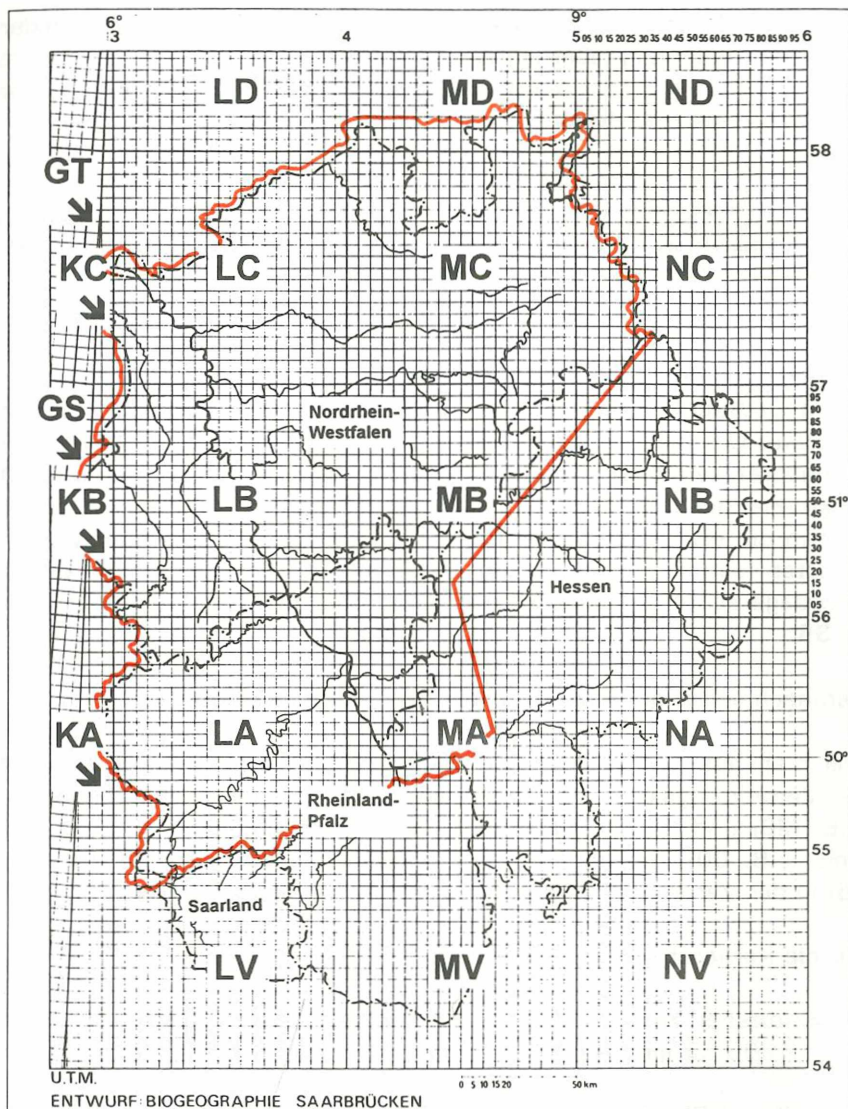 6° 9°
3 4 5 05 10 15 20 25 30 35 40 45 50 55 60 65 70 75 80 85 90 95 6
LD MD ND
58
GT
KC LC MC NC
57
95
90
85
80
75
70
65
60
55
50
51°
45
40
35
30
25
20
15
10
05
GS
Nordrhein-
Westfalen
KB LB MB NB
Hessen
56
KA LA MA NA
50°
Rheinland-
Pfalz
55
Saarland
LV MV NV
54
U.T.M.
0 5 10 15 20 50 km
ENTWURF: BIOGEOGRAPHIE SAARBRÜCKEN